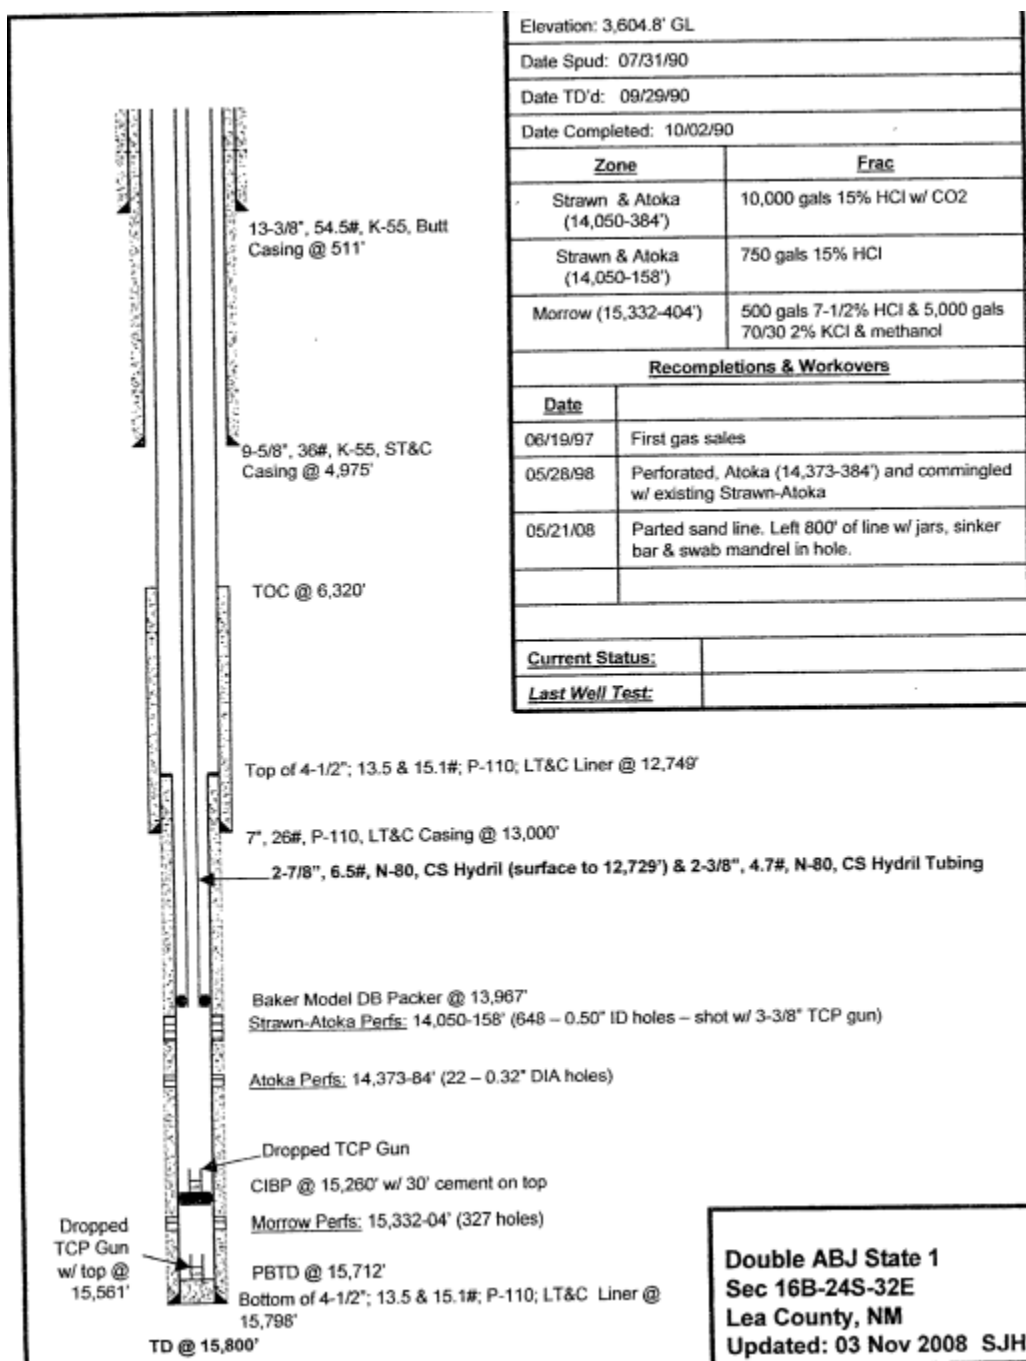 Elevation: 3,604.8' GL
Date Spud: 07/31/90
Date TD'd: 09/29/90
Date Completed: 10/02/90
Zone Frac
Strawn & Atoka (14,050-384') 10,000 gals 15% HCl w/ CO2
Strawn & Atoka (14,050-158') 750 gals 15% HCl
Morrow (15,332-404') 500 gals 7-1/2% HCl & 5,000 gals
70/30 2% KCl & methanol
Recompletions & Workovers
Date
06/19/97 First gas sales
05/28/98 Perforated, Atoka (14,373-384') and commingled
w/ existing Strawn-Atoka
05/21/08 Parted sand line. Left 800' of line w/ jars, sinker
bar & swab mandrel in hole.
Current Status:
Last Well Test:
13-3/8", 54.5#, K-55, Butt
Casing @ 511'
9-5/8", 36#, K-55, ST&C
Casing @ 4,975'
TOC @ 6,320'
Top of 4-1/2"; 13.5 & 15.1#; P-110; LT&C Liner @ 12,749'
7", 26#, P-110, LT&C Casing @ 13,000'
2-7/8", 6.5#, N-80, CS Hydril (surface to 12,729') & 2-3/8", 4.7#, N-80, CS Hydril Tubing
Baker Model DB Packer @ 13,967'
Strawn-Atoka Perfs: 14,050-158' (648 – 0.50" ID holes – shot w/ 3-3/8" TCP gun)
Atoka Perfs: 14,373-84' (22 – 0.32" DIA holes)
Dropped TCP Gun
CIBP @ 15,260' w/ 30' cement on top
Morrow Perfs: 15,332-04' (327 holes)
Dropped
TCP Gun
w/ top @
15,561'
PBTD @ 15,712'
Bottom of 4-1/2"; 13.5 & 15.1#; P-110; LT&C Liner @
15,798'
TD @ 15,800'
Double ABJ State 1
Sec 16B-24S-32E
Lea County, NM
Updated: 03 Nov 2008 SJH